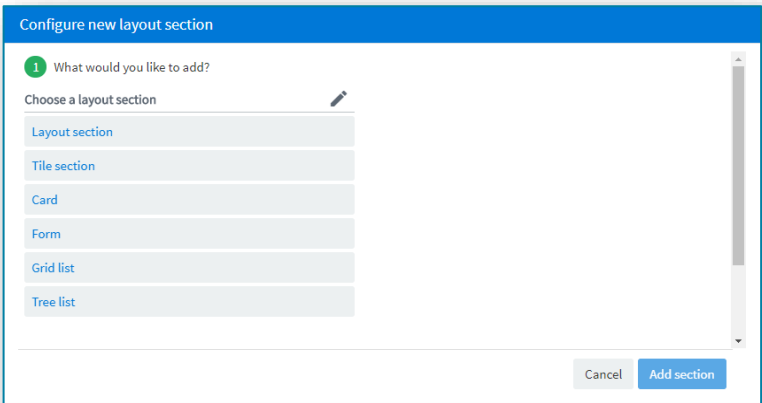 Configure new layout section
1 What would you like to add?
Choose a layout section
Layout section
Tile section
Card
Form
Grid list
Tree list
Cancel Add section